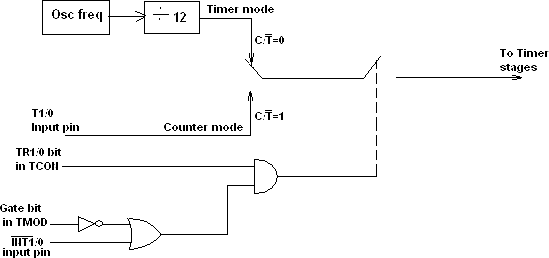 Osc freq
÷ 12
Timer mode
C/T̅=0
To Timer
stages
T1/0
Input pin
Counter mode
C/T̅=1
TR1/0 bit
in TCON
Gate bit
in TMOD
I̅N̅T̅1̅/0
input pin